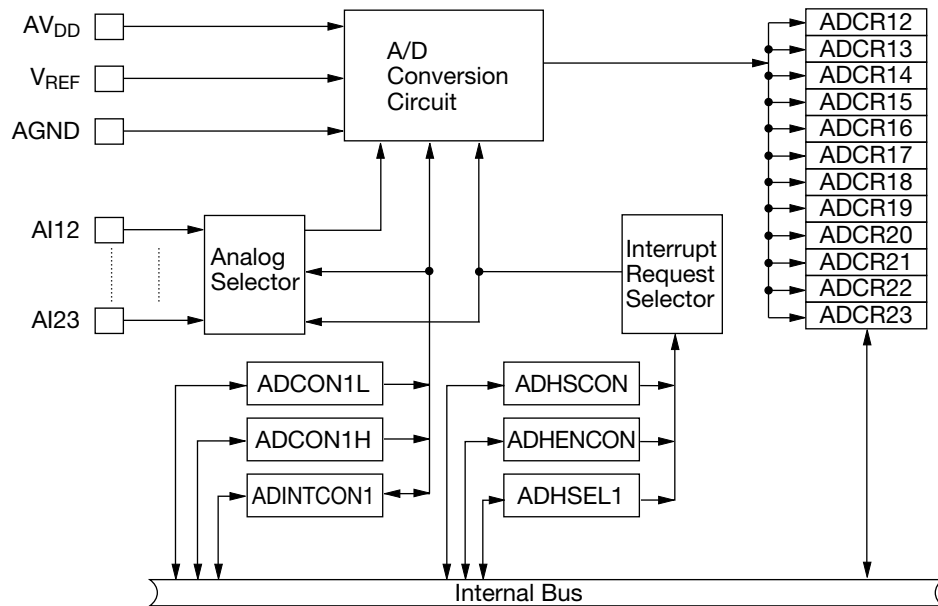 AVDD
VREF
AGND
A/D
Conversion
Circuit
ADCR12
ADCR13
ADCR14
ADCR15
ADCR16
ADCR17
ADCR18
ADCR19
ADCR20
ADCR21
ADCR22
ADCR23
AI12
AI23
Analog
Selector
Interrupt
Request
Selector
ADCON1L
ADCON1H
ADINTCON1
ADHSCON
ADHENCON
ADHSEL1
Internal Bus